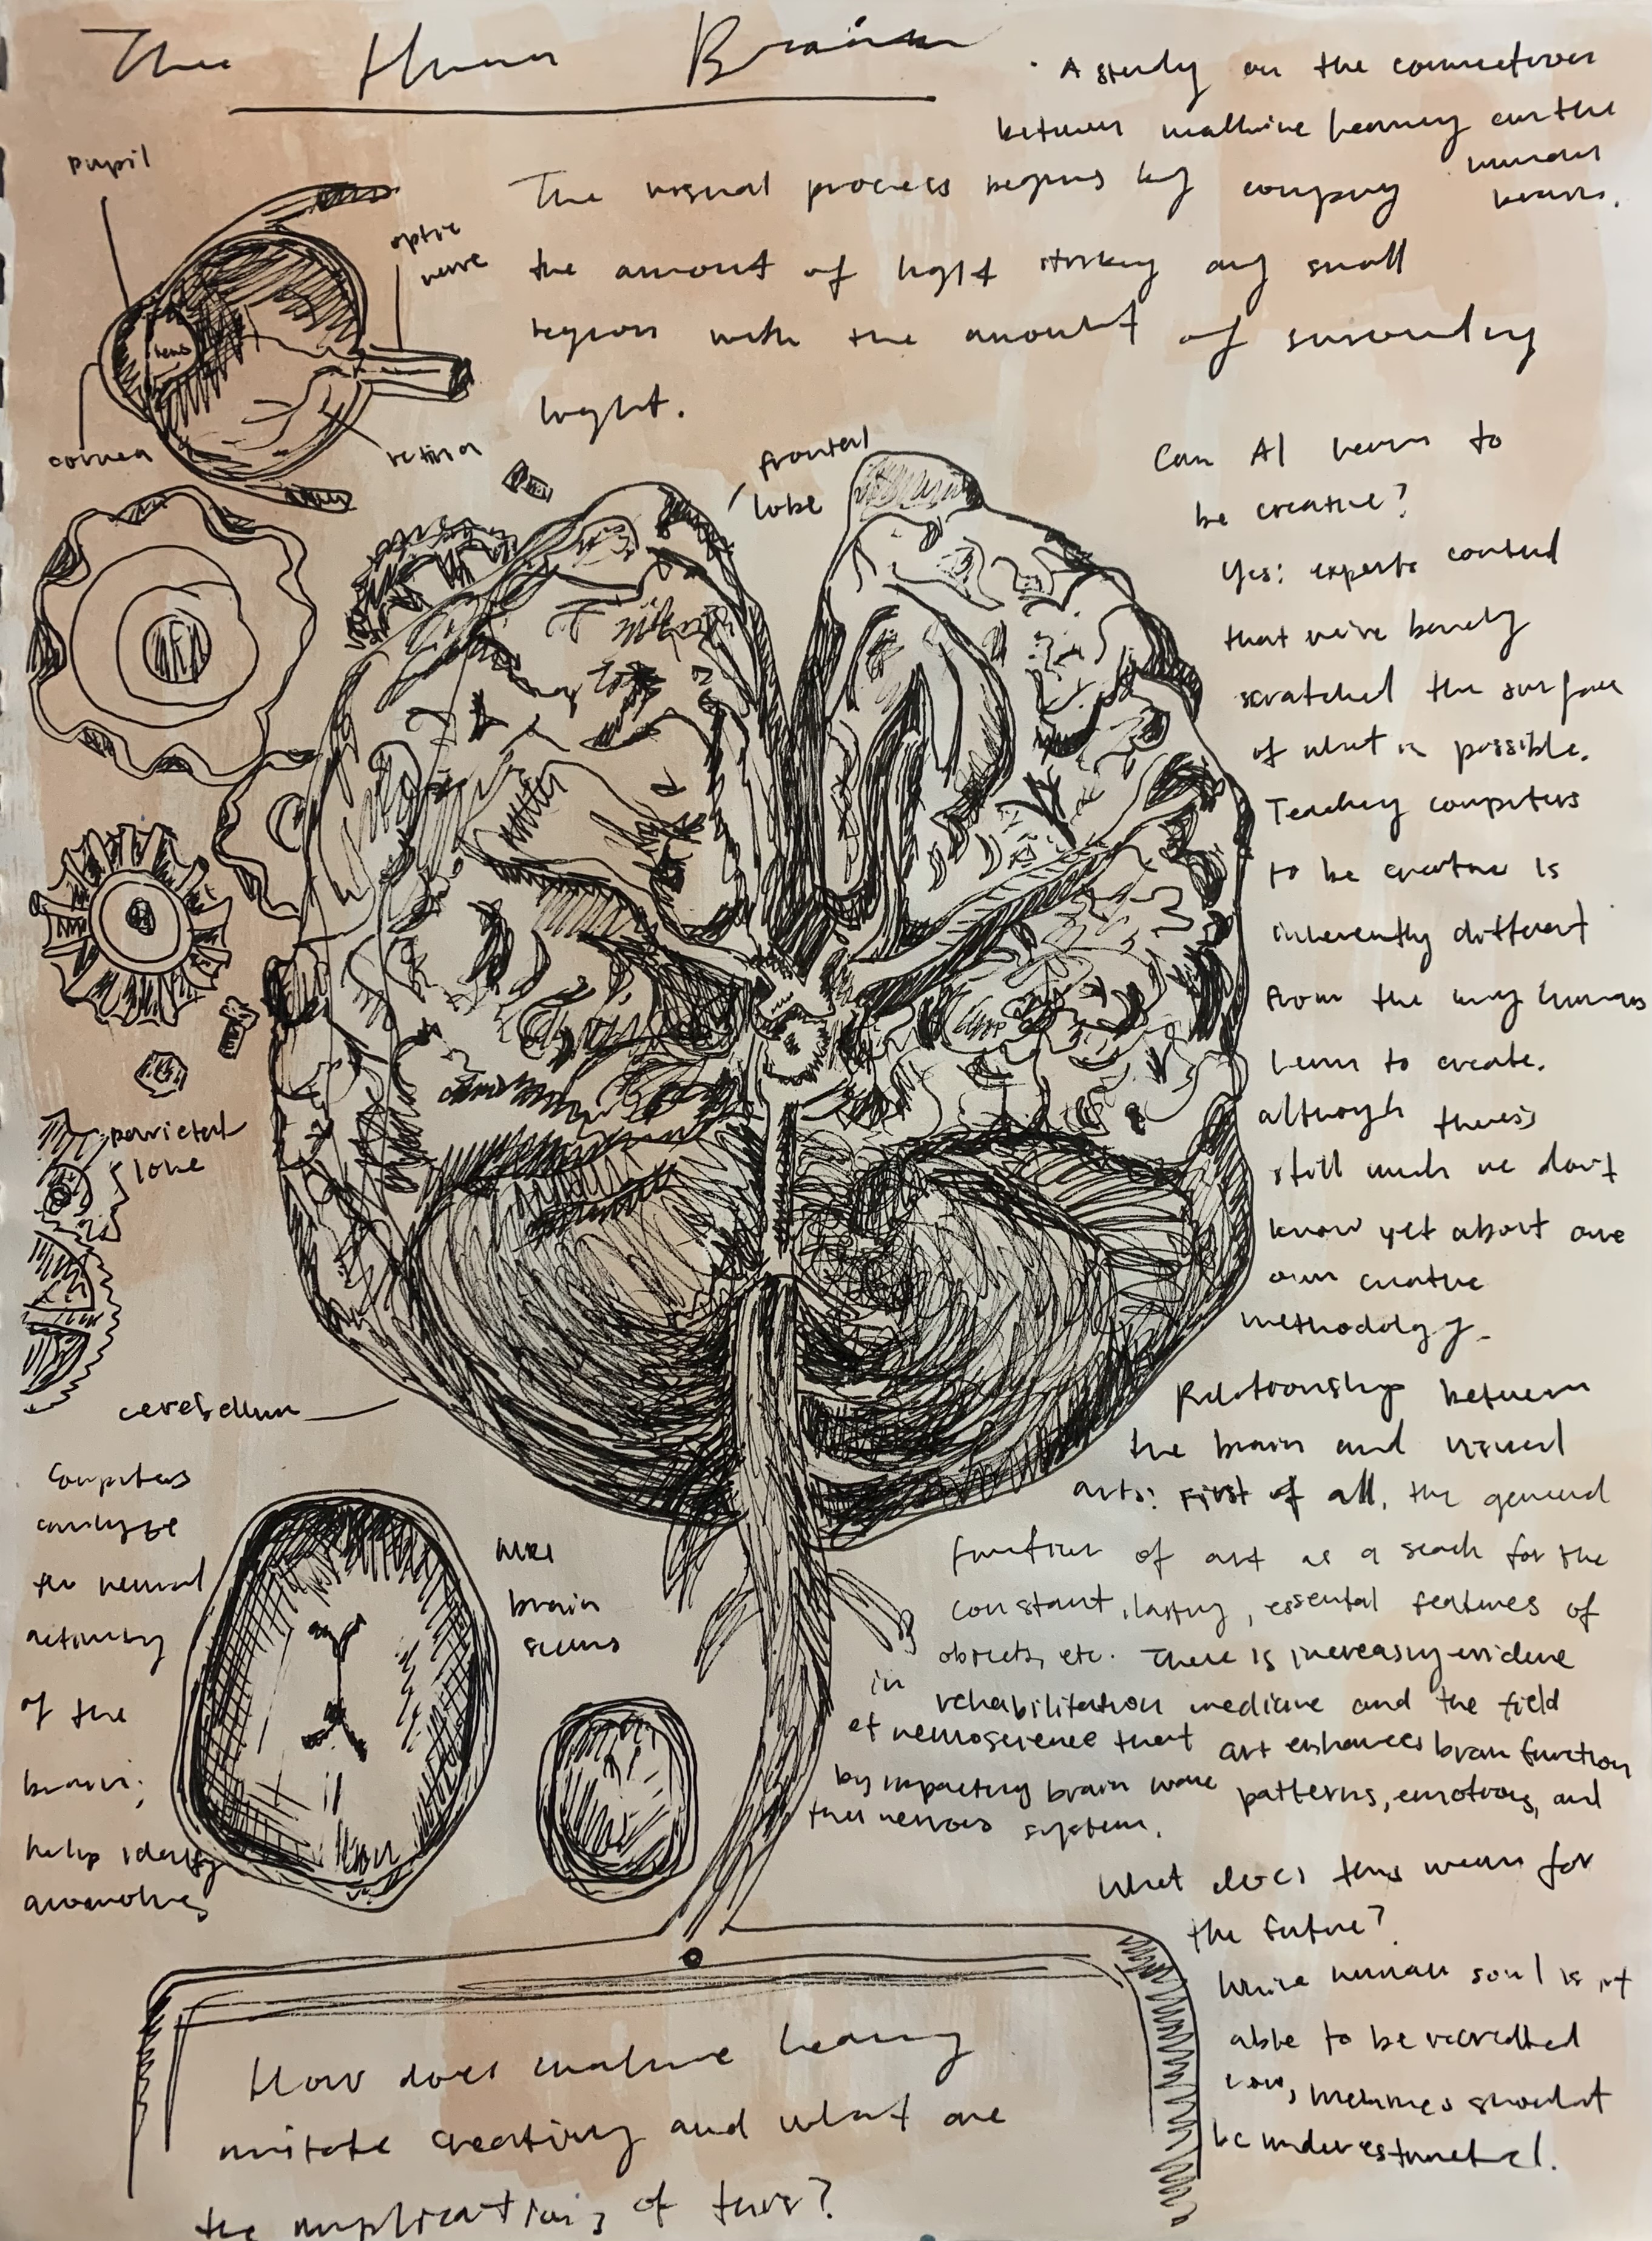 The Human Brain
· A study on the connections
between machine learning and the
human
brain.
pupil
optic
nerve
lens
cornea
retina
The visual process begins by comparing
the amount of light striking any small
region with the amount of surrounding
light.
frontal
lobe
Can AI learn to
be creative?
Yes: experts contend
that we've barely
scratched the surface
of what is possible.
Teaching computers
to be creative is
inherently different
from the way humans
learn to create.
although there's
still much we don't
know yet about our
own creative
methodology.
parietal
lobe
cerebellum
Computers
analyze
the neural
activity
of the
brain;
help identify
anomalies
MRI
brain
scans
Relationship between
the brain and visual
arts: First of all, the general
function of art as a search for the
constant, lasting, essental features of
objects, etc. There is increasing evidence
in rehabilitation medicine and the field
of neuroscience that art enhances brain function
by impacting brain wave patterns, emotions, and
the nervous system.
What does this mean for
the future?
While human soul is not
able to be recreated
now, machines shouldn't
be underestimated.
How does machine learning
imitate creativity and what are
the implications of this?